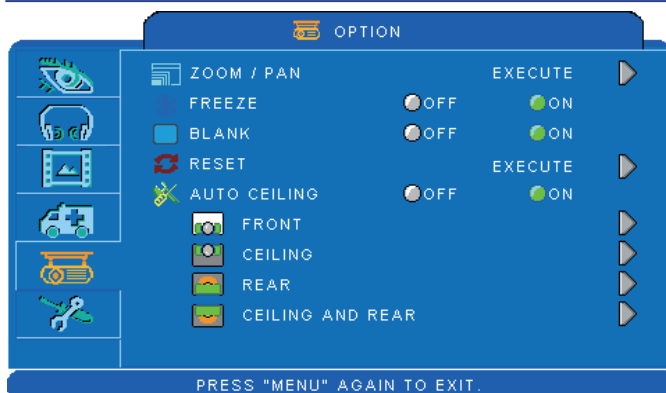 OPTION
ZOOM / PAN EXECUTE
FREEZE OFF ON
BLANK OFF ON
RESET EXECUTE
AUTO CEILING OFF ON
FRONT
CEILING
REAR
CEILING AND REAR
PRESS "MENU" AGAIN TO EXIT.